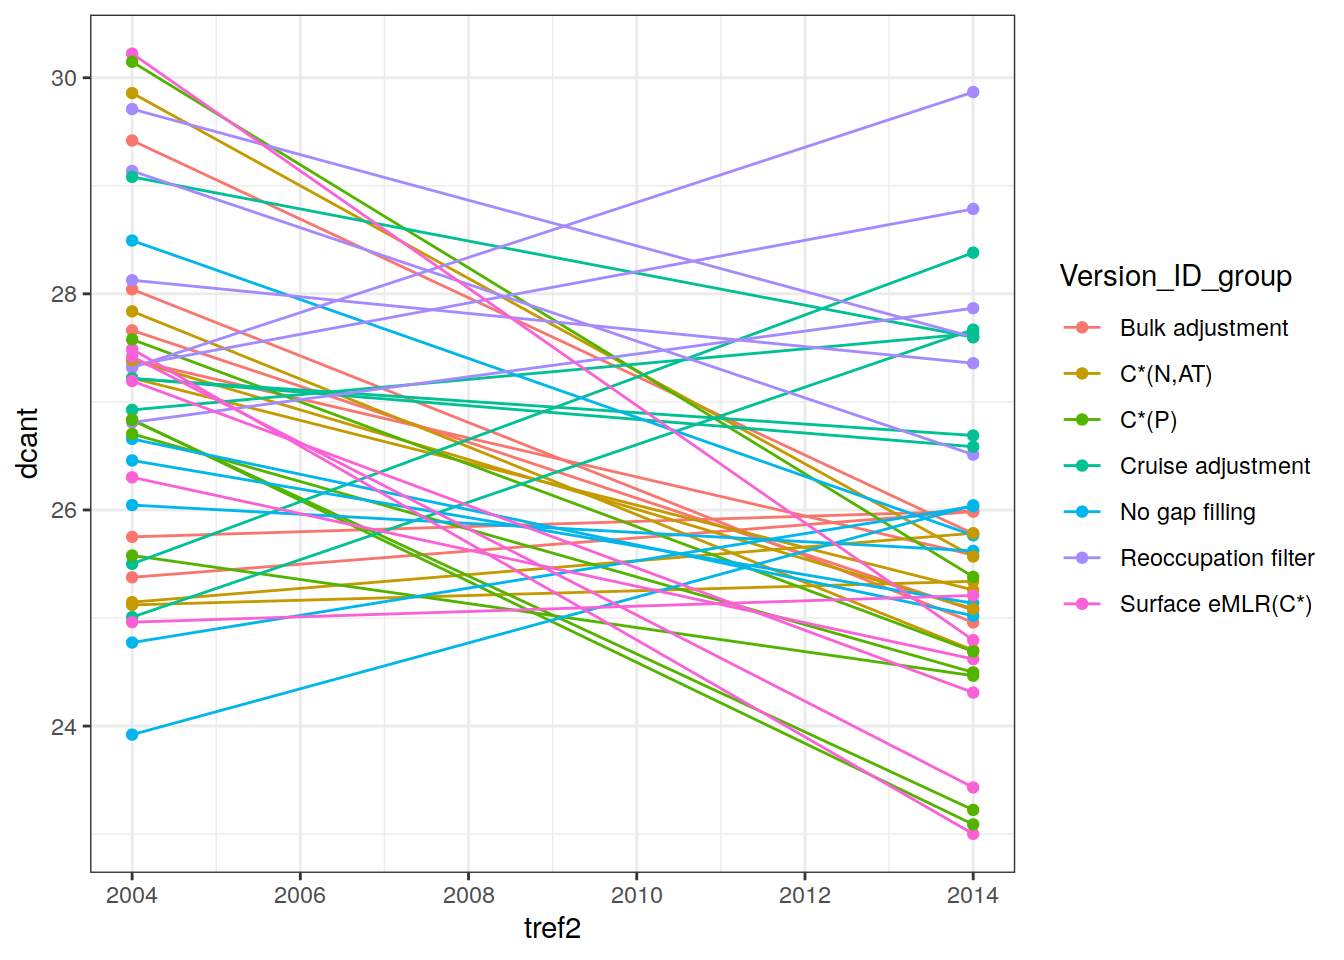 30
28
26
24
dcant
2004 2006 2008 2010 2012 2014
tref2
Version_ID_group
Bulk adjustment
C*(N,AT)
C*(P)
Cruise adjustment
No gap filling
Reoccupation filter
Surface eMLR(C*)